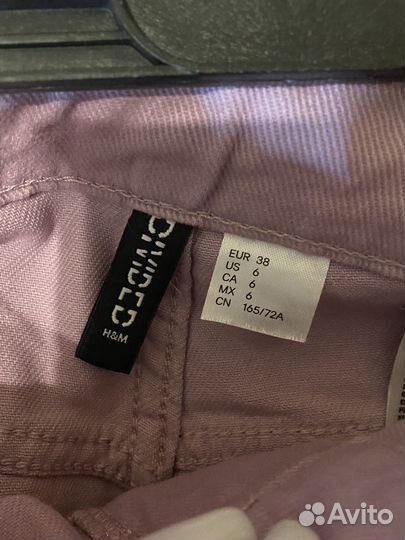 DIVIDED
H&M
EUR 38
US 6
CA 6
MX 6
CN 165/72A
Avito